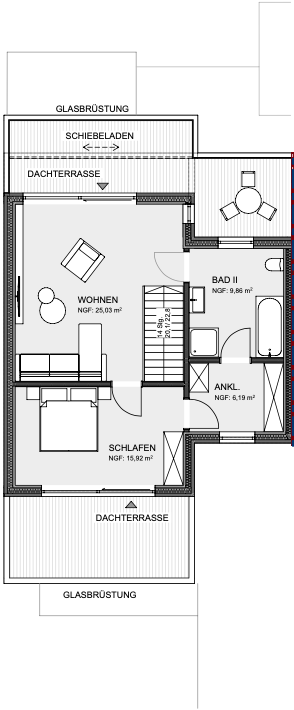 GLASBRÜSTUNG
SCHIEBELADEN
DACHTERRASSE
BAD II
NGF: 9,86 m²
WOHNEN
NGF: 25,03 m²
14 Stg.
20,1/ 22,8
ANKL.
NGF: 6,19 m²
SCHLAFEN
NGF: 15,92 m²
DACHTERRASSE
GLASBRÜSTUNG